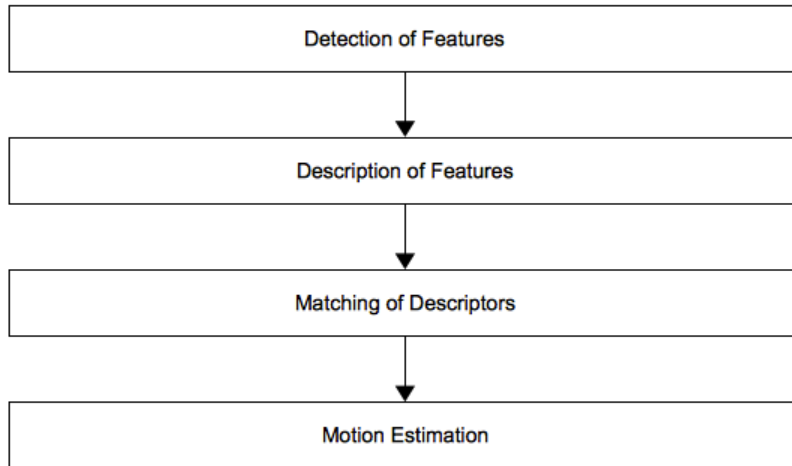 Detection of Features
Description of Features
Matching of Descriptors
Motion Estimation